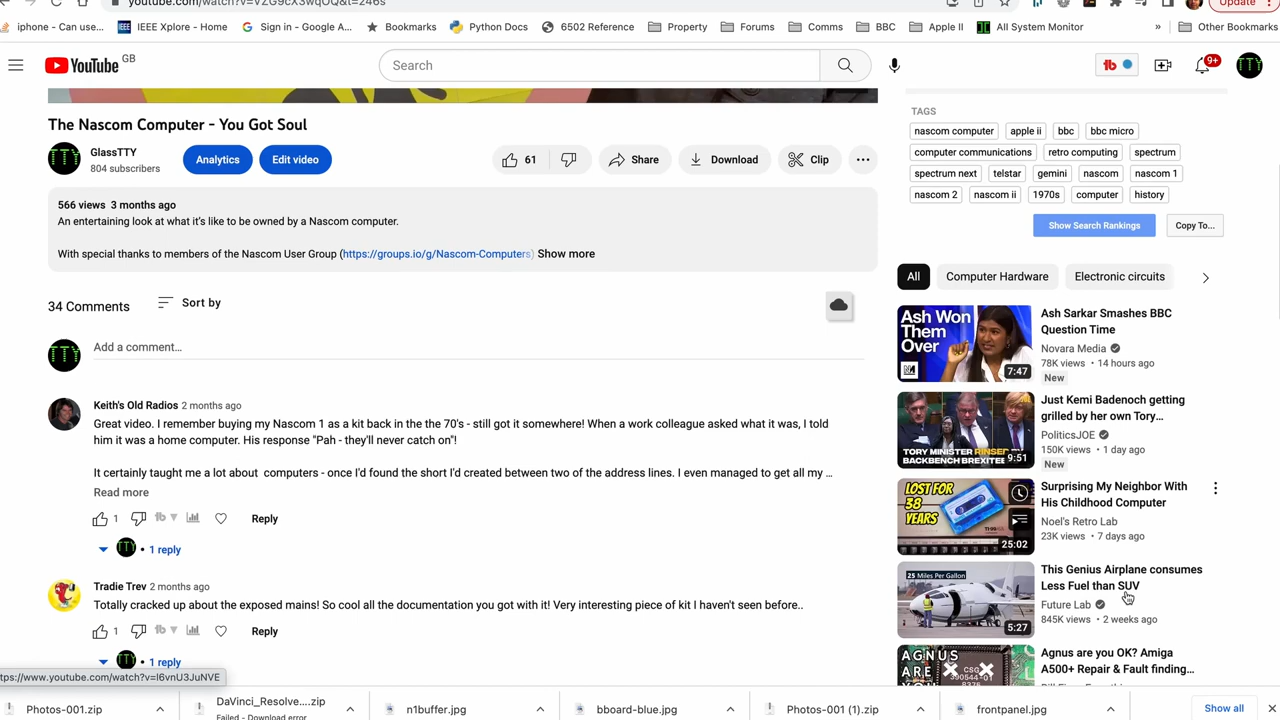 youtube.com/watch?v=VZG9cX3wqOQ&t=246s
Update
iphone - Can use...
IEEE Xplore - Home
Sign in - Google A...
Bookmarks
Python Docs
6502 Reference
Property
Forums
Comms
BBC
Apple II
All System Monitor
»
Other Bookmarks
YouTube GB
Search
tb
9+
TTY
The Nascom Computer - You Got Soul
TTY
GlassTTY
804 subscribers
Analytics
Edit video
61
Share
Download
Clip
566 views 3 months ago
An entertaining look at what it's like to be owned by a Nascom computer.
With special thanks to members of the Nascom User Group (https://groups.io/g/Nascom-Computers) Show more
34 Comments
Sort by
TTY
Add a comment...
Keith's Old Radios 2 months ago
Great video. I remember buying my Nascom 1 as a kit back in the 70's - still got it somewhere! When a work colleague asked what it was, I told
him it was a home computer. His response "Pah - they'll never catch on"!
It certainly taught me a lot about computers - once I'd found the short I'd created between two of the address lines. I even managed to get all my ...
Read more
1
tb
Reply
TTY
• 1 reply
Tradie Trev 2 months ago
Totally cracked up about the exposed mains! So cool all the documentation you got with it! Very interesting piece of kit I haven't seen before..
1
tb
Reply
TTY
• 1 reply
ttps://www.youtube.com/watch?v=I6vnU3JuNVE
TAGS
nascom computer
apple ii
bbc
bbc micro
computer communications
retro computing
spectrum
spectrum next
telstar
gemini
nascom
nascom 1
nascom 2
nascom ii
1970s
computer
history
Show Search Rankings
Copy To...
All
Computer Hardware
Electronic circuits
Ash Won
Them
Over
7:47
Ash Sarkar Smashes BBC
Question Time
Novara Media
78K views • 14 hours ago
New
TORY MINISTER RINSED
BACKBENCH BREXITEE
9:51
Just Kemi Badenoch getting
grilled by her own Tory...
PoliticsJOE
150K views • 1 day ago
New
LOST FOR
38
YEARS
25:02
Surprising My Neighbor With
His Childhood Computer
Noel's Retro Lab
23K views • 7 days ago
25 Miles Per Gallon
5:27
This Genius Airplane consumes
Less Fuel than SUV
Future Lab
845K views • 2 weeks ago
AGNUS
ARE
CSG
390544-01
Agnus are you OK? Amiga
A500+ Repair & Fault finding...
Photos-001.zip
DaVinci_Resolve....zip
Failed - Download error
n1buffer.jpg
bboard-blue.jpg
Photos-001 (1).zip
frontpanel.jpg
Show all